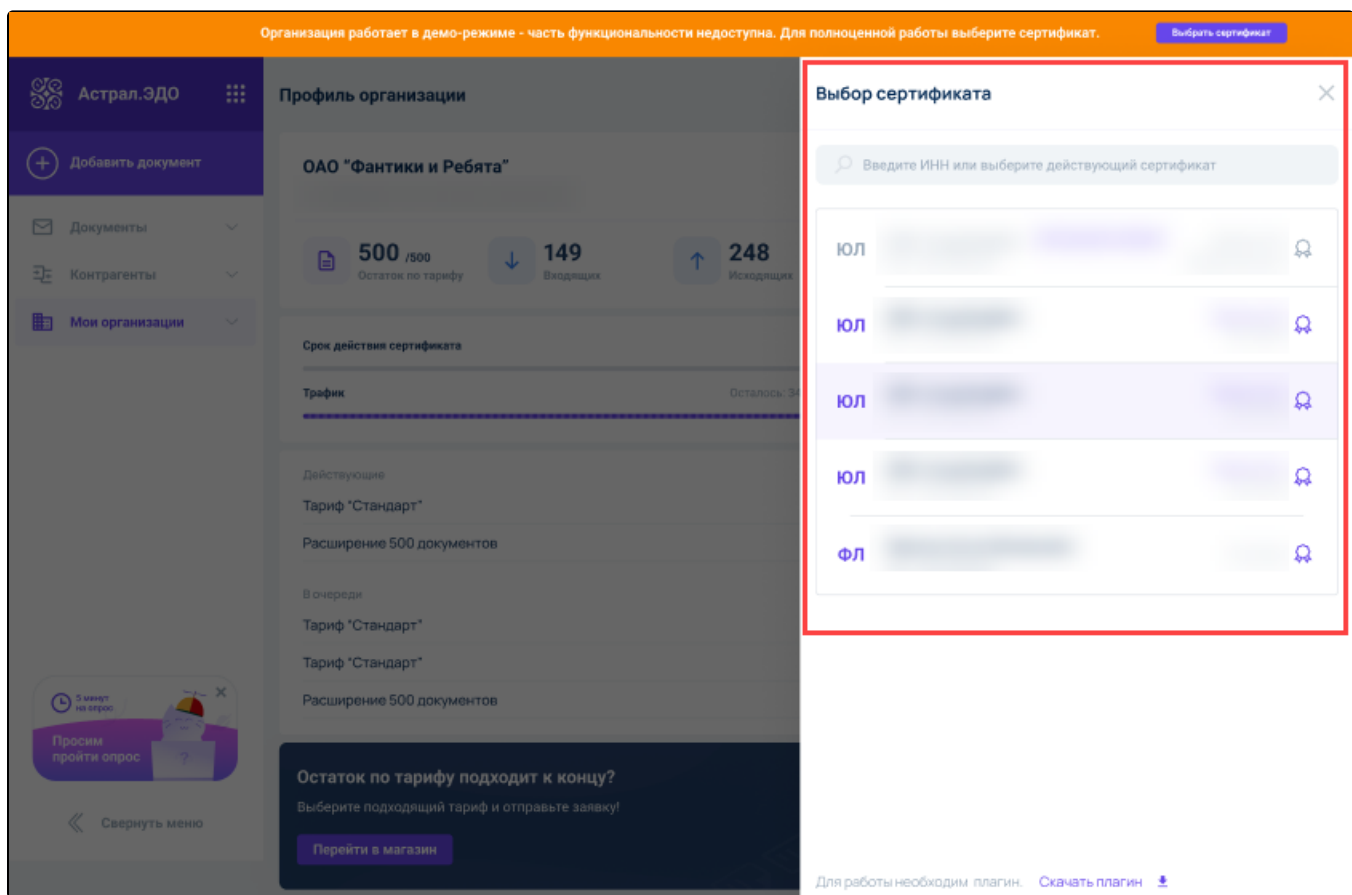 Организация работает в демо-режиме - часть функциональности недоступна. Для полноценной работы выберите сертификат.
Выбрать сертификат
Астрал.ЭДО
Профиль организации
Выбор сертификата
Добавить документ
ОАО "Фантики и Ребята"
Введите ИНН или выберите действующий сертификат
Документы
Контрагенты
Мои организации
500 /500
Остаток по тарифу
149
Входящих
248
Исходящих
ЮЛ
ЮЛ
ЮЛ
ЮЛ
ФЛ
Срок действия сертификата
Трафик
Осталось: 34
Действующие
Тариф "Стандарт"
Расширение 500 документов
В очереди
Тариф "Стандарт"
Тариф "Стандарт"
Расширение 500 документов
5 минут
на опрос
Просим
пройти опрос
?
Свернуть меню
Остаток по тарифу подходит к концу?
Выберите подходящий тариф и отправьте заявку!
Перейти в магазин
Для работы необходим плагин. Скачать плагин